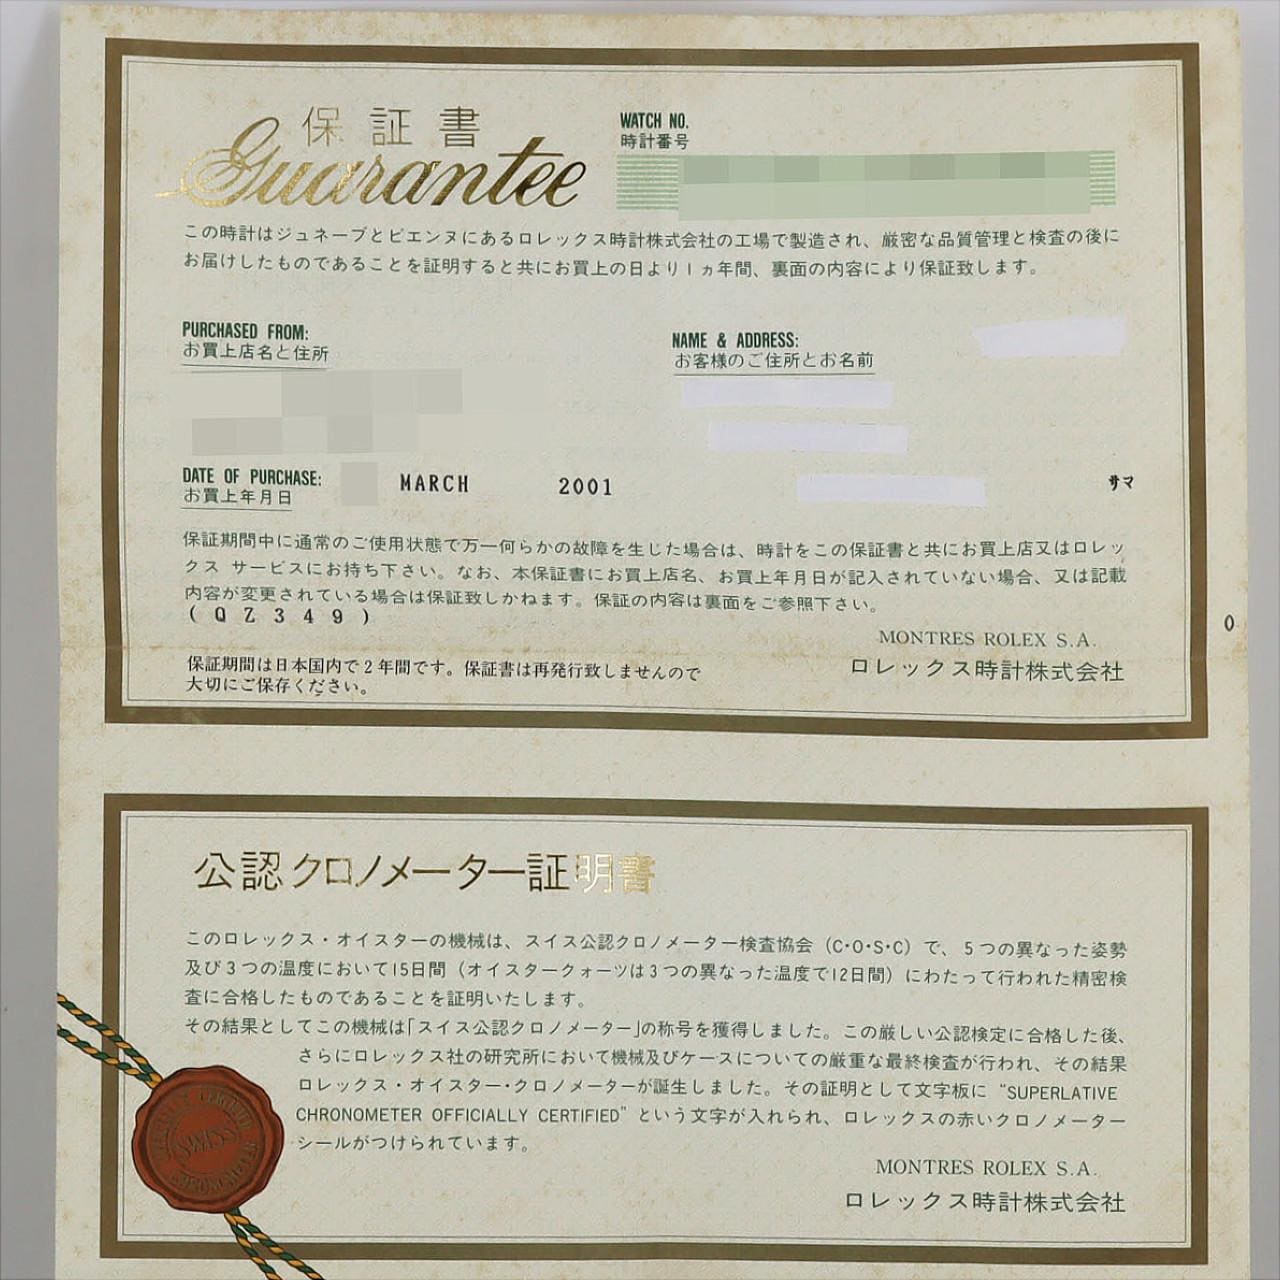 保証書
Guarantee
WATCH NO.
時計番号
この時計はジュネーブとビエンヌにあるロレックス時計株式会社の工場で製造され、厳密な品質管理と検査の後に
お届けしたものであることを証明すると共にお買上の日より1ヵ年間、裏面の内容により保証致します。
PURCHASED FROM:
お買上店名と住所
NAME & ADDRESS:
お客様のご住所とお名前
DATE OF PURCHASE:
お買上年月日
MARCH 2001
サマ
保証期間中に通常のご使用状態で万一何らかの故障を生じた場合は、時計をこの保証書と共にお買上店又はロレッ
クス サービスにお持ち下さい。なお、本保証書にお買上店名、お買上年月日が記入されていない場合、又は記載
内容が変更されている場合は保証致しかねます。保証の内容は裏面をご参照下さい。
(QZ349)
0
MONTRES ROLEX S.A.
ロレックス時計株式会社
保証期間は日本国内で2年間です。保証書は再発行致しませんので
大切にご保存ください。
公認クロノメーター証明書
このロレックス・オイスターの機械は、スイス公認クロノメーター検査協会（C・O・S・C）で、5つの異なった姿勢
及び3つの温度において15日間（オイスタークォーツは3つの異なった温度で12日間）にわたって行われた精密検
査に合格したものであることを証明いたします。
その結果としてこの機械は「スイス公認クロノメーター」の称号を獲得しました。この厳しい公認検定に合格した後、
さらにロレックス社の研究所において機械及びケースについての厳重な最終検査が行われ、その結果
ロレックス・オイスター・クロノメーターが誕生しました。その証明として文字板に “SUPERLATIVE
CHRONOMETER OFFICIALLY CERTIFIED” という文字が入れられ、ロレックスの赤いクロノメーター
シールがつけられています。
SWISS
MONTRES ROLEX S.A.
ロレックス時計株式会社